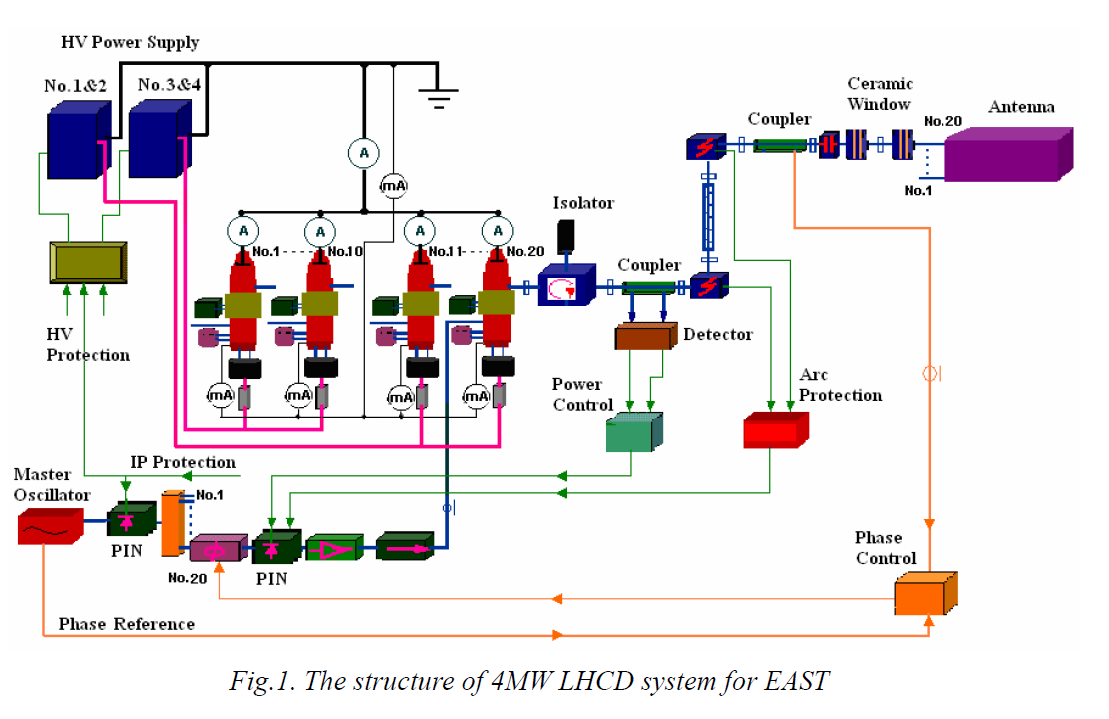 HV Power Supply
No.1&2
No.3&4
Ceramic
Window
Antenna
Coupler
No.20
No.1
A
mA
Isolator
A
A
A
A
No.1
No.10
No.11
No.20
Coupler
HV
Protection
Detector
mA
mA
mA
mA
Power
Control
Arc
Protection
IP Protection
Master
Oscillator
No.1
PIN
No.20
PIN
Φ
Phase
Control
Phase Reference
Fig.1. The structure of 4MW LHCD system for EAST